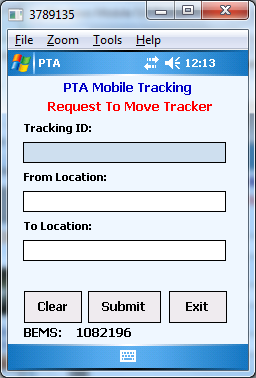 3789135
File Zoom Tools Help
PTA 12:13
PTA Mobile Tracking
Request To Move Tracker
Tracking ID:
From Location:
To Location:
Clear Submit Exit
BEMS: 1082196